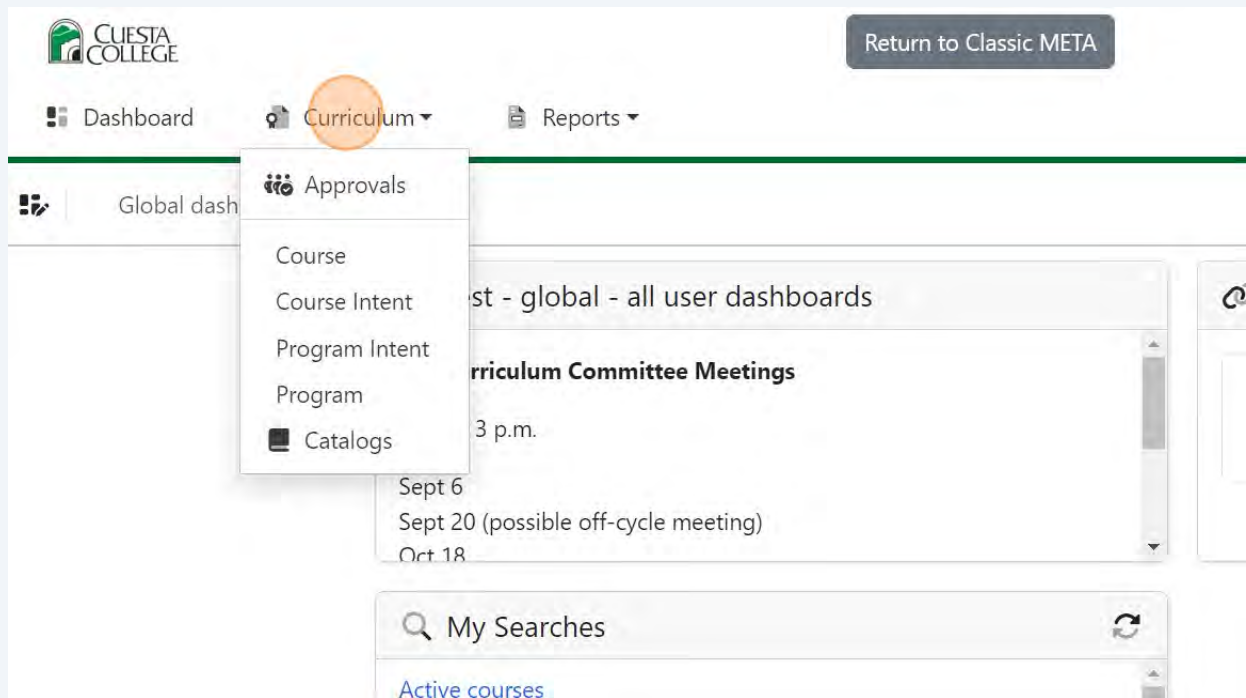 CUESTA
COLLEGE
Return to Classic META
Dashboard
Curriculum
Reports
Approvals
Global dash
Course
Course Intent
Program Intent
Program
Catalogs
st - global - all user dashboards
rriculum Committee Meetings
3 p.m.
Sept 6
Sept 20 (possible off-cycle meeting)
Oct 18
My Searches
Active courses